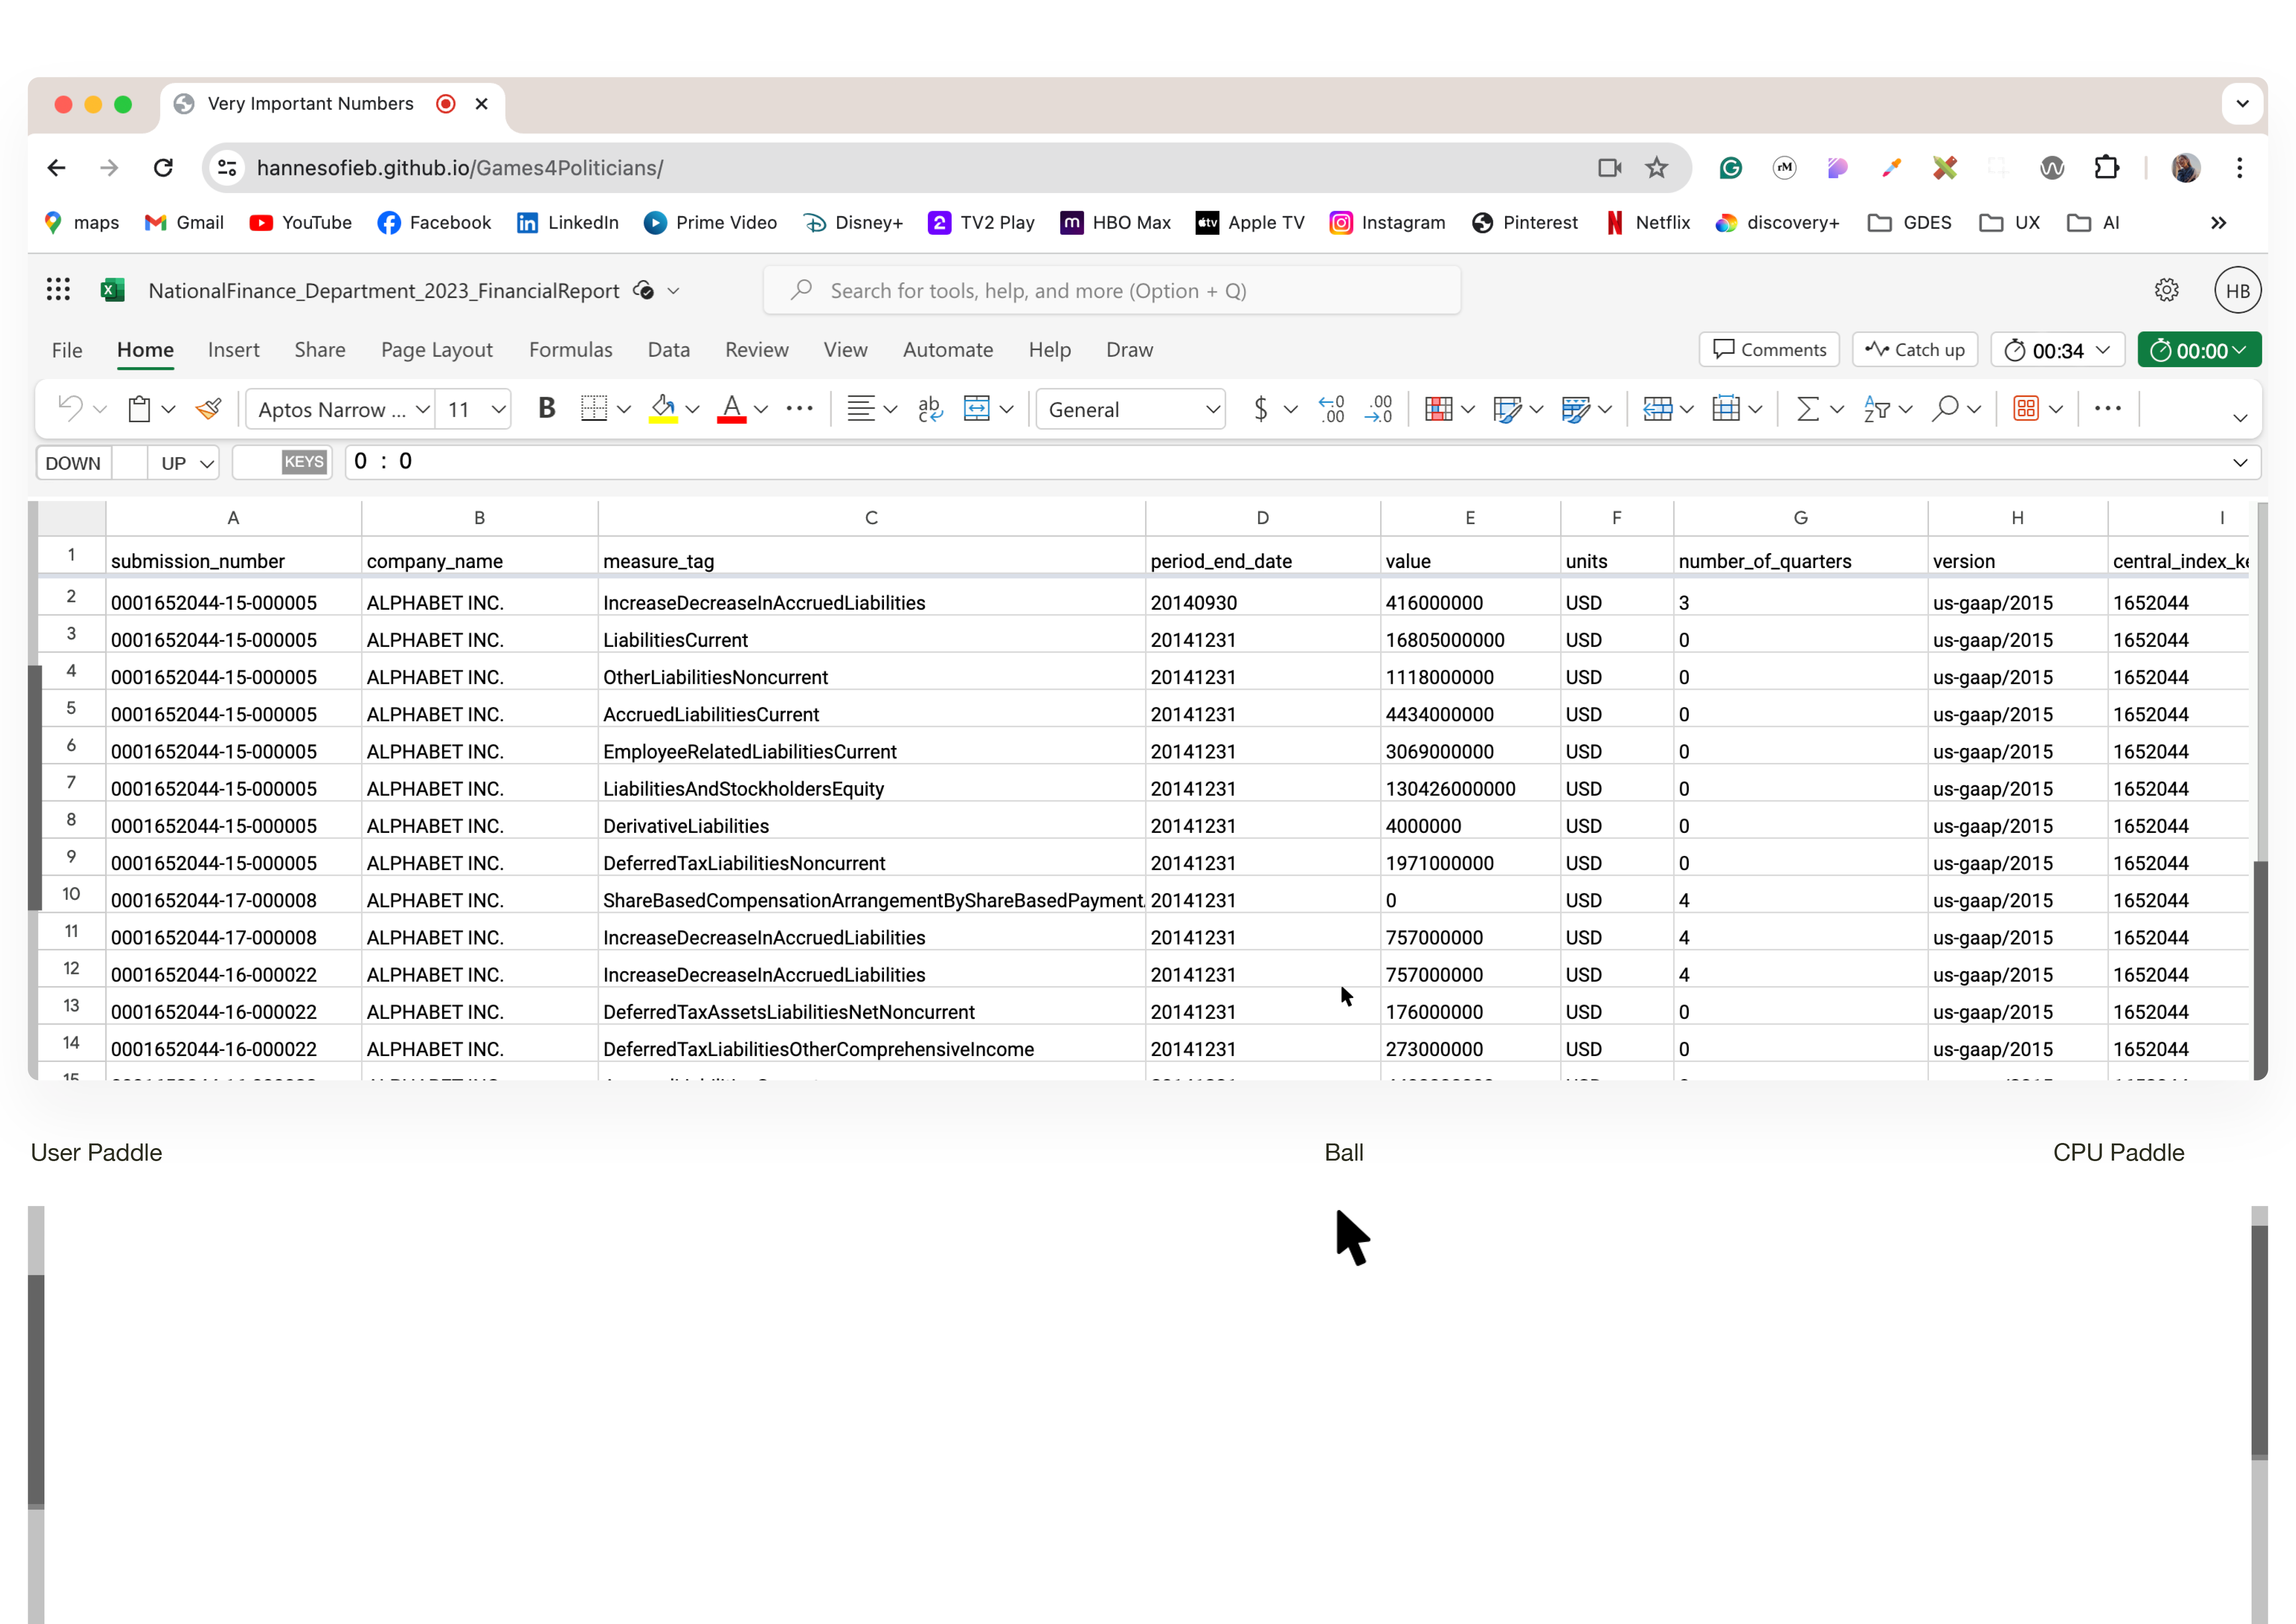 Very Important Numbers
hannesofieb.github.io/Games4Politicians/
rM
maps Gmail YouTube Facebook LinkedIn Prime Video Disney+ TV2 Play HBO Max Apple TV Instagram Pinterest Netflix discovery+ GDES UX AI
NationalFinance_Department_2023_FinancialReport Search for tools, help, and more (Option + Q) HB
File Home Insert Share Page Layout Formulas Data Review View Automate Help Draw Comments Catch up 00:34 00:00
Aptos Narrow ... 11 B A ab General $
DOWN UP KEYS 0 : 0
A B C D E F G H I
1 submission_number company_name measure_tag period_end_date value units number_of_quarters version central_index_ke
2 0001652044-15-000005 ALPHABET INC. IncreaseDecreaseInAccruedLiabilities 20140930 416000000 USD 3 us-gaap/2015 1652044
3 0001652044-15-000005 ALPHABET INC. LiabilitiesCurrent 20141231 16805000000 USD 0 us-gaap/2015 1652044
4 0001652044-15-000005 ALPHABET INC. OtherLiabilitiesNoncurrent 20141231 1118000000 USD 0 us-gaap/2015 1652044
5 0001652044-15-000005 ALPHABET INC. AccruedLiabilitiesCurrent 20141231 4434000000 USD 0 us-gaap/2015 1652044
6 0001652044-15-000005 ALPHABET INC. EmployeeRelatedLiabilitiesCurrent 20141231 3069000000 USD 0 us-gaap/2015 1652044
7 0001652044-15-000005 ALPHABET INC. LiabilitiesAndStockholdersEquity 20141231 130426000000 USD 0 us-gaap/2015 1652044
8 0001652044-15-000005 ALPHABET INC. DerivativeLiabilities 20141231 4000000 USD 0 us-gaap/2015 1652044
9 0001652044-15-000005 ALPHABET INC. DeferredTaxLiabilitiesNoncurrent 20141231 1971000000 USD 0 us-gaap/2015 1652044
10 0001652044-17-000008 ALPHABET INC. ShareBasedCompensationArrangementByShareBasedPayment. 20141231 0 USD 4 us-gaap/2015 1652044
11 0001652044-17-000008 ALPHABET INC. IncreaseDecreaseInAccruedLiabilities 20141231 757000000 USD 4 us-gaap/2015 1652044
12 0001652044-16-000022 ALPHABET INC. IncreaseDecreaseInAccruedLiabilities 20141231 757000000 USD 4 us-gaap/2015 1652044
13 0001652044-16-000022 ALPHABET INC. DeferredTaxAssetsLiabilitiesNetNoncurrent 20141231 176000000 USD 0 us-gaap/2015 1652044
14 0001652044-16-000022 ALPHABET INC. DeferredTaxLiabilitiesOtherComprehensiveIncome 20141231 273000000 USD 0 us-gaap/2015 1652044
User Paddle Ball CPU Paddle